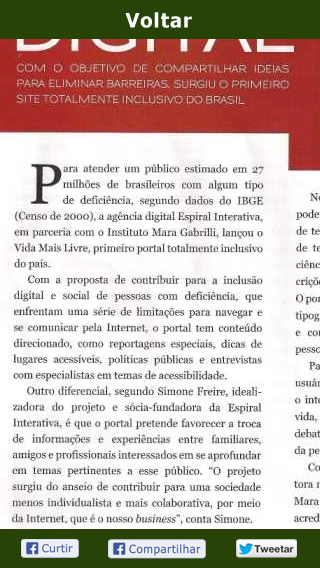 Voltar
DIGITAL
COM O OBJETIVO DE COMPARTILHAR IDEIAS
PARA ELIMINAR BARREIRAS, SURGIU O PRIMEIRO
SITE TOTALMENTE INCLUSIVO DO BRASIL
Para atender um público estimado em 27
milhões de brasileiros com algum tipo
de deficiência, segundo dados do IBGE
(Censo de 2000), a agência digital Espiral Interativa,
em parceria com o Instituto Mara Gabrilli, lançou o
Vida Mais Livre, primeiro portal totalmente inclusivo
do país.
Com a proposta de contribuir para a inclusão
digital e social de pessoas com deficiência, que
enfrentam uma série de limitações para navegar e
se comunicar pela Internet, o portal tem conteúdo
direcionado, como reportagens especiais, dicas de
lugares acessíveis, políticas públicas e entrevistas
com especialistas em temas de acessibilidade.
Outro diferencial, segundo Simone Freire, ideali-
zadora do projeto e sócia-fundadora da Espiral
Interativa, é que o portal pretende favorecer a troca
de informações e experiências entre familiares,
amigos e profissionais interessados em se aprofundar
em temas pertinentes a esse público. "O projeto
surgiu do anseio de contribuir para uma sociedade
menos individualista e mais colaborativa, por meio
da Internet, que é o nosso business", conta Simone.
No
pode
de te
de t
ciênc
criçõ
O por
tipog
e co
pesso
Pa
usuár
o inte
vida,
debat
da pe
Co
tora
Mara
acred
Curtir
Compartilhar
Tweetar